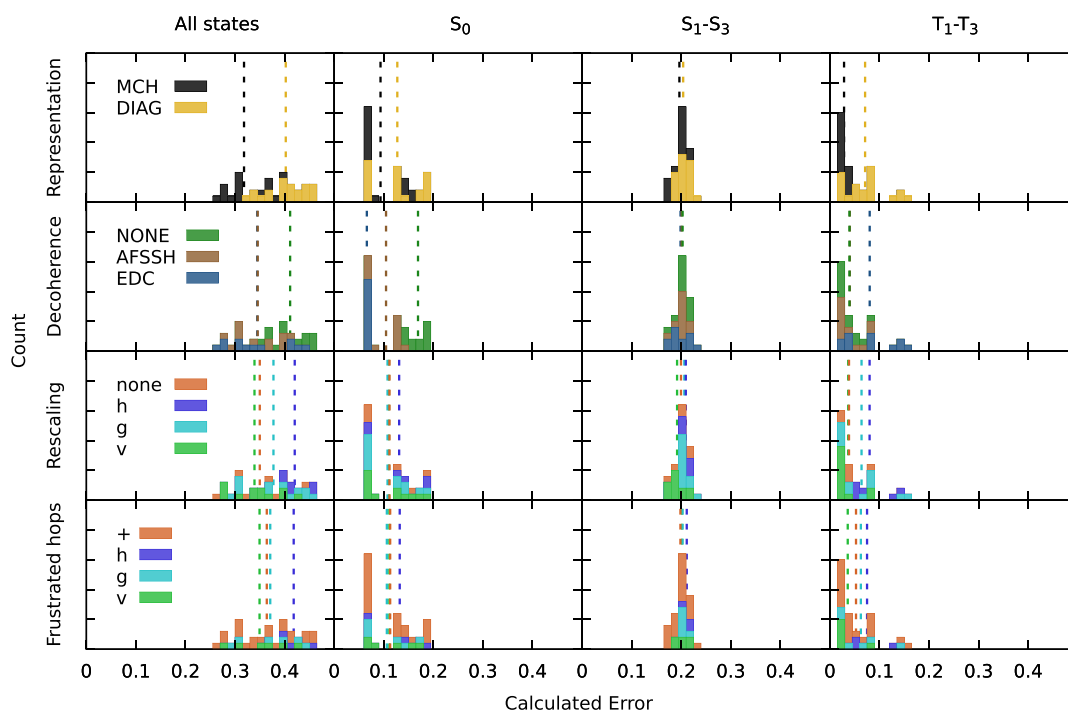 All states S₀ S₁-S₃ T₁-T₃
Count
Representation
MCH
DIAG
Decoherence
NONE
AFSSH
EDC
Rescaling
none
h
g
v
Frustrated hops
+
h
g
v
0 0.1 0.2 0.3 0.4 0 0.1 0.2 0.3 0.4 0 0.1 0.2 0.3 0.4 0 0.1 0.2 0.3 0.4
Calculated Error